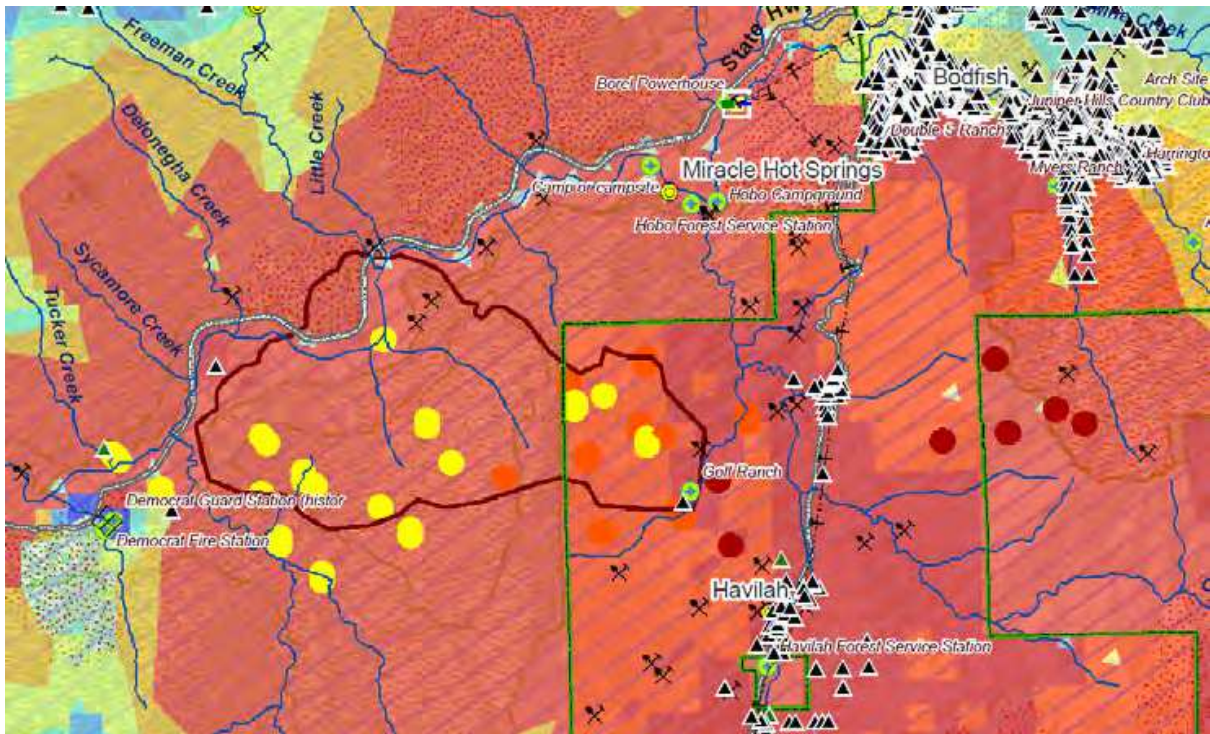 Freeman Creek
Delonegha Creek
Little Creek
Sycamore Creek
Tucker Creek
State Hwy
Creek
Borel Powerhouse
Bodfish
Arch Site
Juniper Hills Country Club
Double S Ranch
Myers Ranch
Harrington
Miracle Hot Springs
Camp or campsite
Hobo Campground
Hobo Forest Service Station
Golf Ranch
Democrat Guard Station (histor
Democrat Fire Station
Havilah
Havilah Forest Service Station